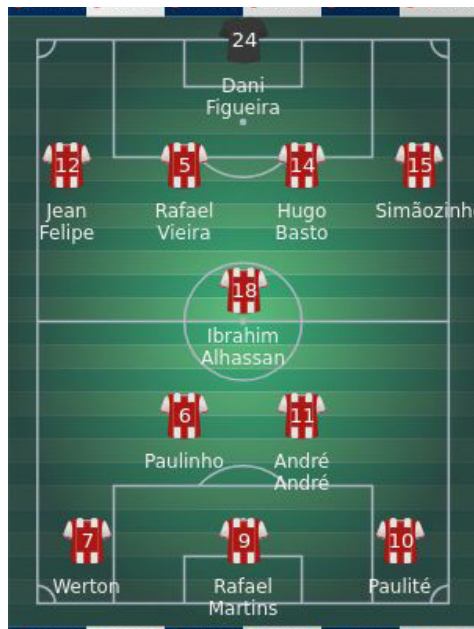 24
Dani
Figueira
12
5
14
15
Jean
Felipe
Rafael
Vieira
Hugo
Basto
Simãozinh
18
Ibrahim
Alhassan
6
11
Paulinho
André
André
7
9
10
Werton
Rafael
Martins
Paulité